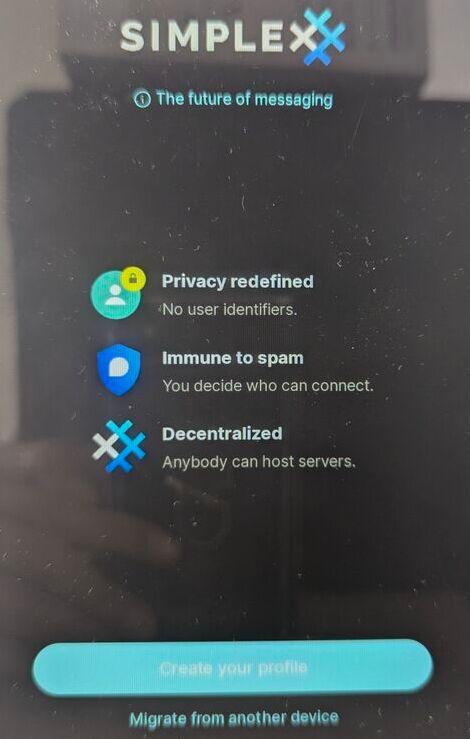 SIMPLEX
The future of messaging
Privacy redefined
No user identifiers.
Immune to spam
You decide who can connect.
Decentralized
Anybody can host servers.
Create your profile
Migrate from another device